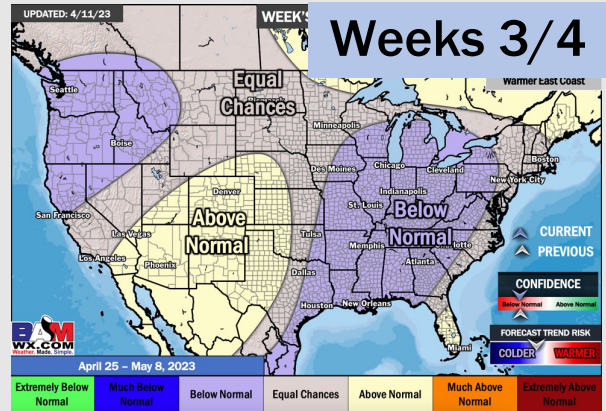 UPDATED: 4/11/23
WEEK'S
Weeks 3/4
Warmer East Coast
Seattle
Equal
Chances
Minneapolis
Boise
Boston
Des Moines
Chicago
Cleveland
New York City
Denver
Indianapolis
San Francisco
Above
Normal
St. Louis
Below
Normal
Las Vegas
Tulsa
Memphis
lotte
Los Angeles
Phoenix
Atlanta
Dallas
Houston
New Orleans
Miami
CURRENT
PREVIOUS
CONFIDENCE
Below Normal
Above Normal
FORECAST TREND RISK
COLDER
WARMER
BAM
WX.COM
Weather. Made. Simple.
April 25 – May 8, 2023
Extremely Below Normal
Much Below Normal
Below Normal
Equal Chances
Above Normal
Much Above Normal
Extremely Above Normal